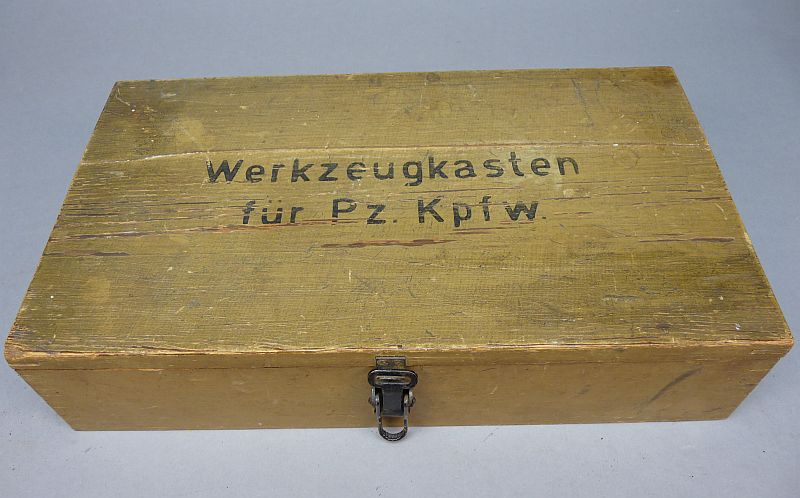 Werkzeugkasten
für Pz. Kpfw.